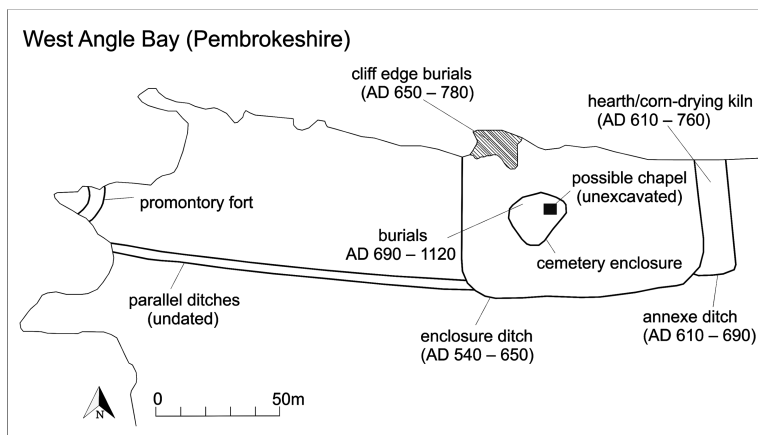 West Angle Bay (Pembrokeshire)
cliff edge burials
(AD 650 – 780)
hearth/corn-drying kiln
(AD 610 – 760)
possible chapel
(unexcavated)
promontory fort
burials
AD 690 – 1120
cemetery enclosure
parallel ditches
(undated)
enclosure ditch
(AD 540 – 650)
annexe ditch
(AD 610 – 690)
N
0
50m